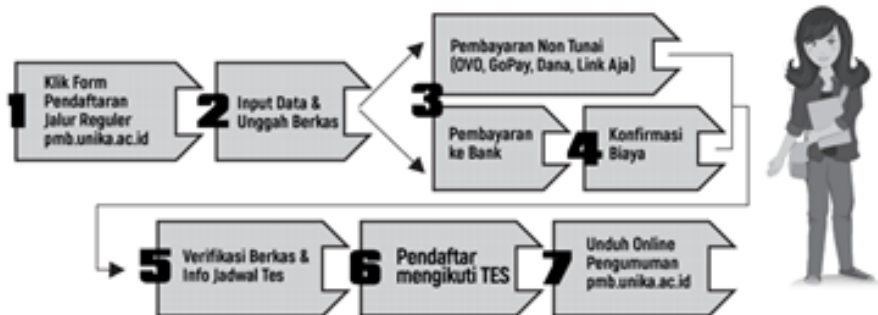 1
Klik Form
Pendaftaran
Jalur Reguler
pmb.unika.ac.id
2
Input Data &
Unggah Berkas
3
Pembayaran Non Tunai
(OVO, GoPay, Dana, Link Aja)
Pembayaran
ke Bank
4
Konfirmasi
Biaya
5
Verifikasi Berkas &
Info Jadwal Tes
6
Pendaftar
mengikuti TES
7
Unduh Online
Pengumuman
pmb.unika.ac.id